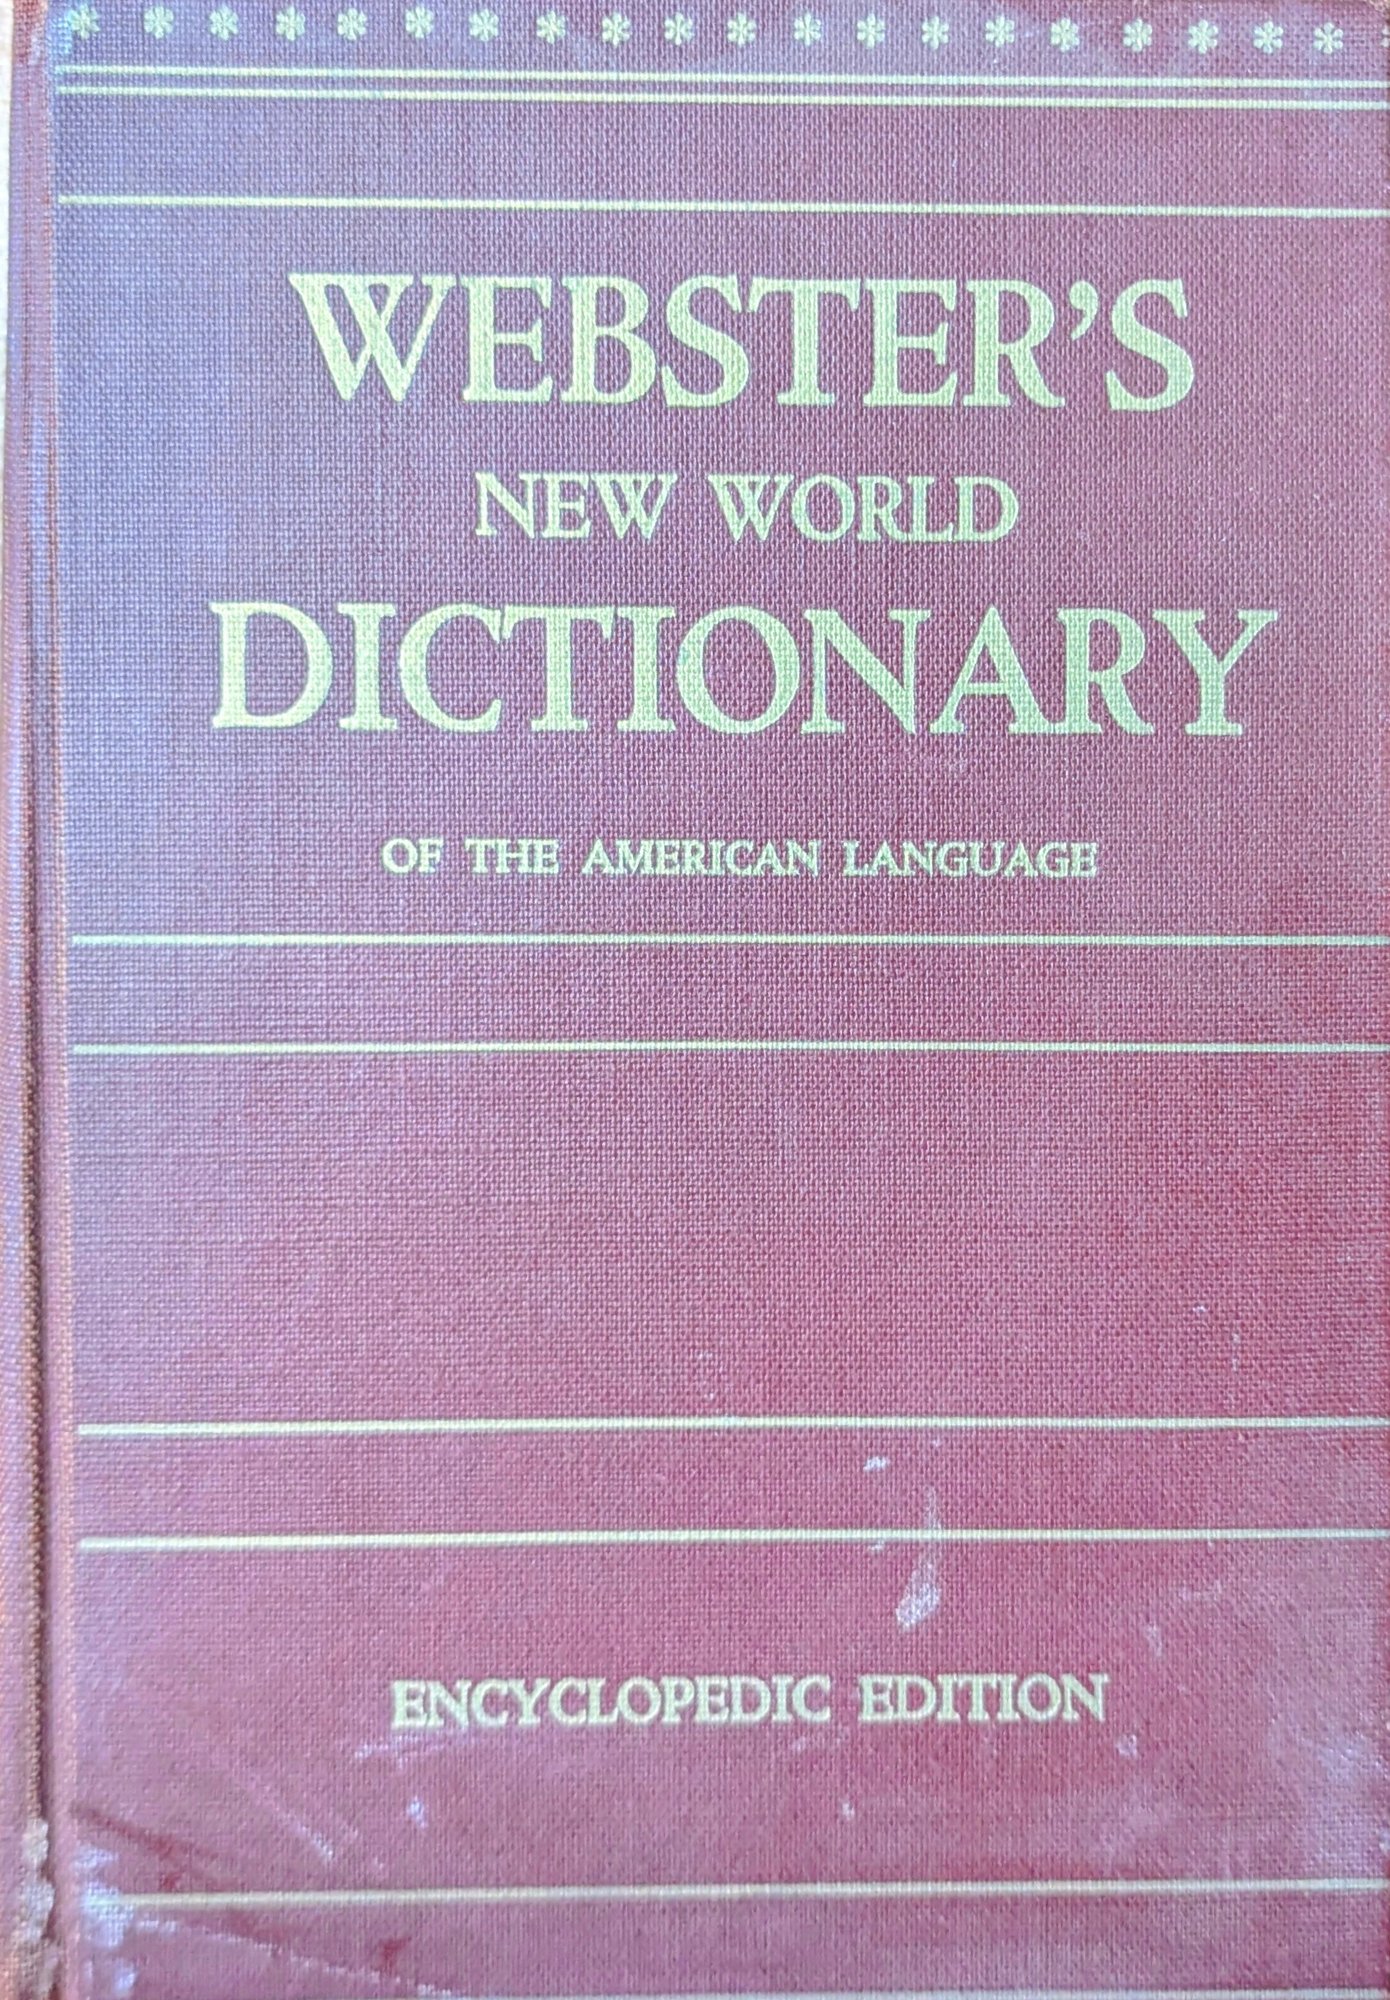 WEBSTER'S
NEW WORLD
DICTIONARY
OF THE AMERICAN LANGUAGE
ENCYCLOPEDIC EDITION